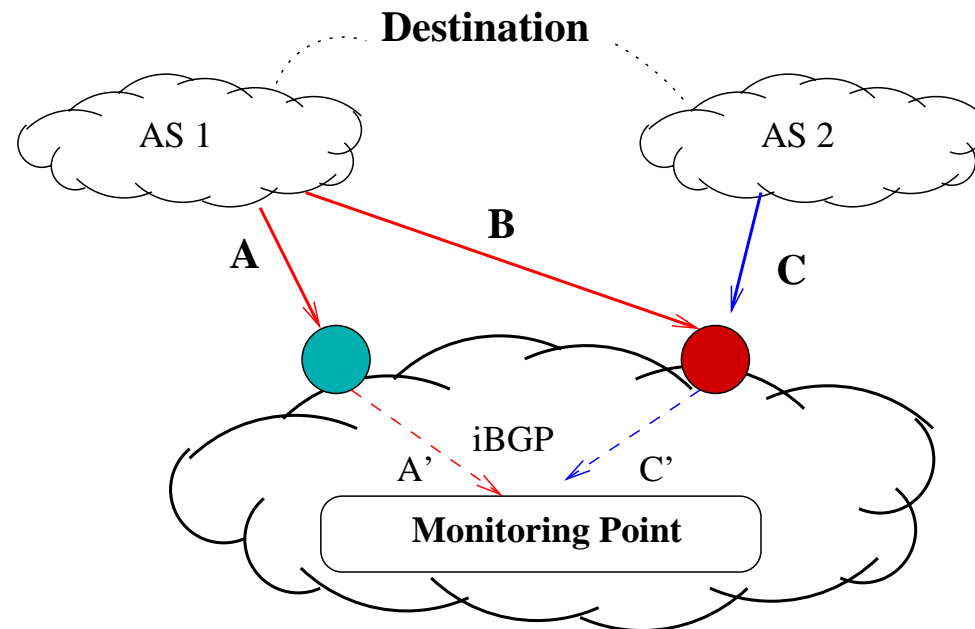 Destination
AS 1
AS 2
B
A
C
iBGP
A’
C’
Monitoring Point